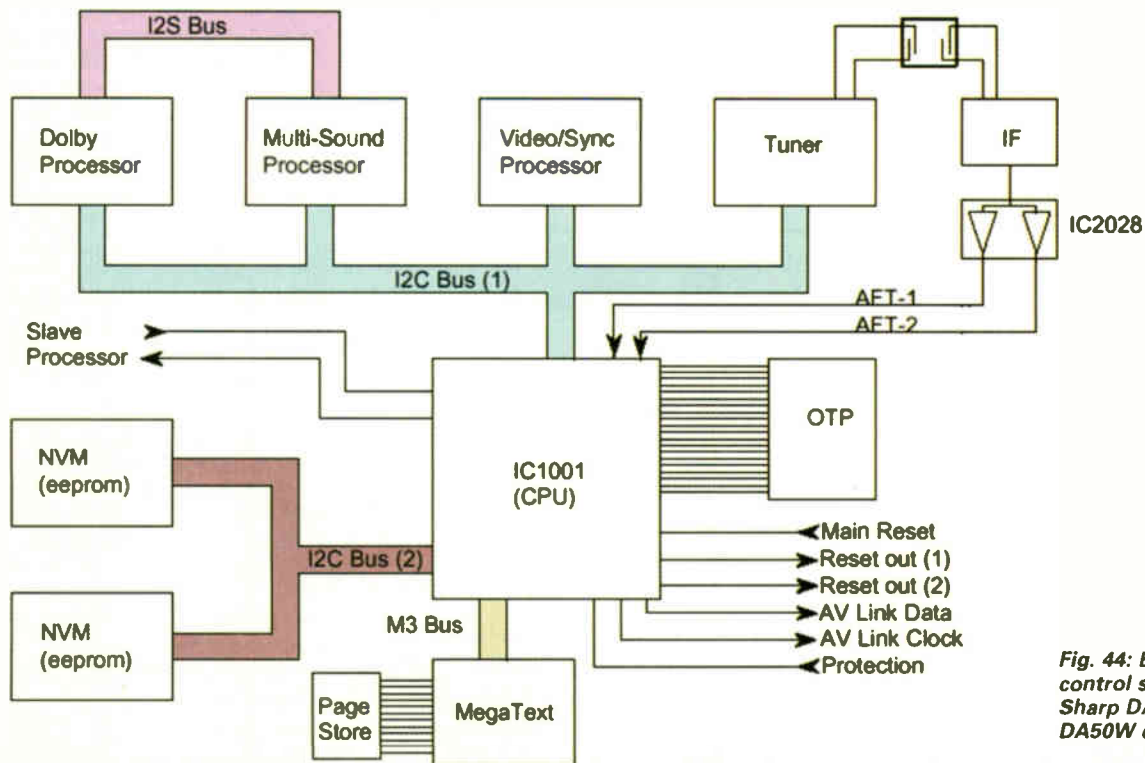 I2S Bus
Dolby
Processor
Multi-Sound
Processor
Video/Sync
Processor
Tuner
IF
IC2028
I2C Bus (1)
AFT-1
AFT-2
Slave
Processor
OTP
NVM
(eeprom)
IC1001
(CPU)
I2C Bus (2)
Main Reset
Reset out (1)
Reset out (2)
AV Link Data
AV Link Clock
Protection
NVM
(eeprom)
M3 Bus
Page
Store
MegaText
Fig. 44:
control
Sharp
DA50W